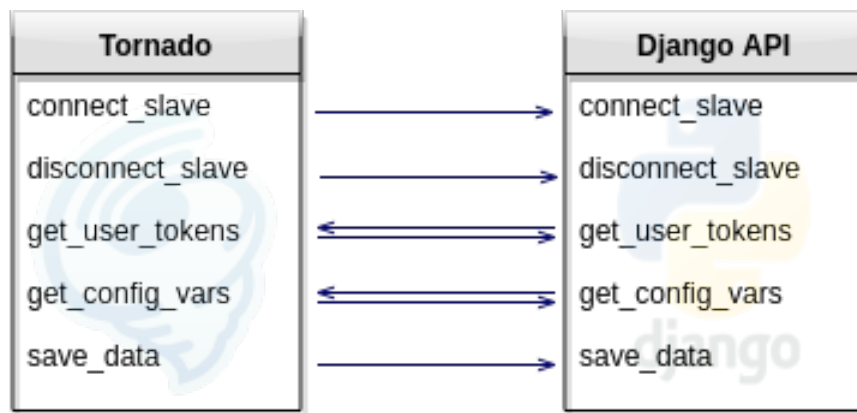 Tornado
connect_slave
disconnect_slave
get_user_tokens
get_config_vars
save_data
Django API
connect_slave
disconnect_slave
get_user_tokens
get_config_vars
save_data
django